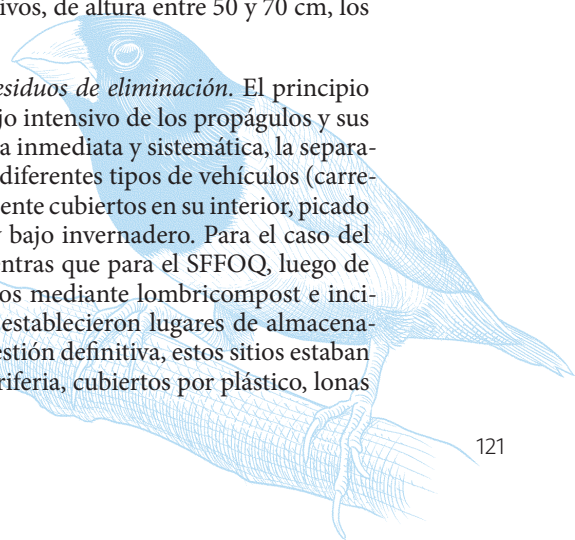 ivos, de altura entre 50 y 70 cm, los
esiduos de eliminación. El principio
jo intensivo de los propágulos y sus
a inmediata y sistemática, la separa-
diferentes tipos de vehículos (carre-
ente cubiertos en su interior, picado
bajo invernadero. Para el caso del
entras que para el SFFOQ, luego de
os mediante lombricompost e inci-
establecieron lugares de almacena-
estión definitiva, estos sitios estaban
riferia, cubiertos por plástico, lonas
121